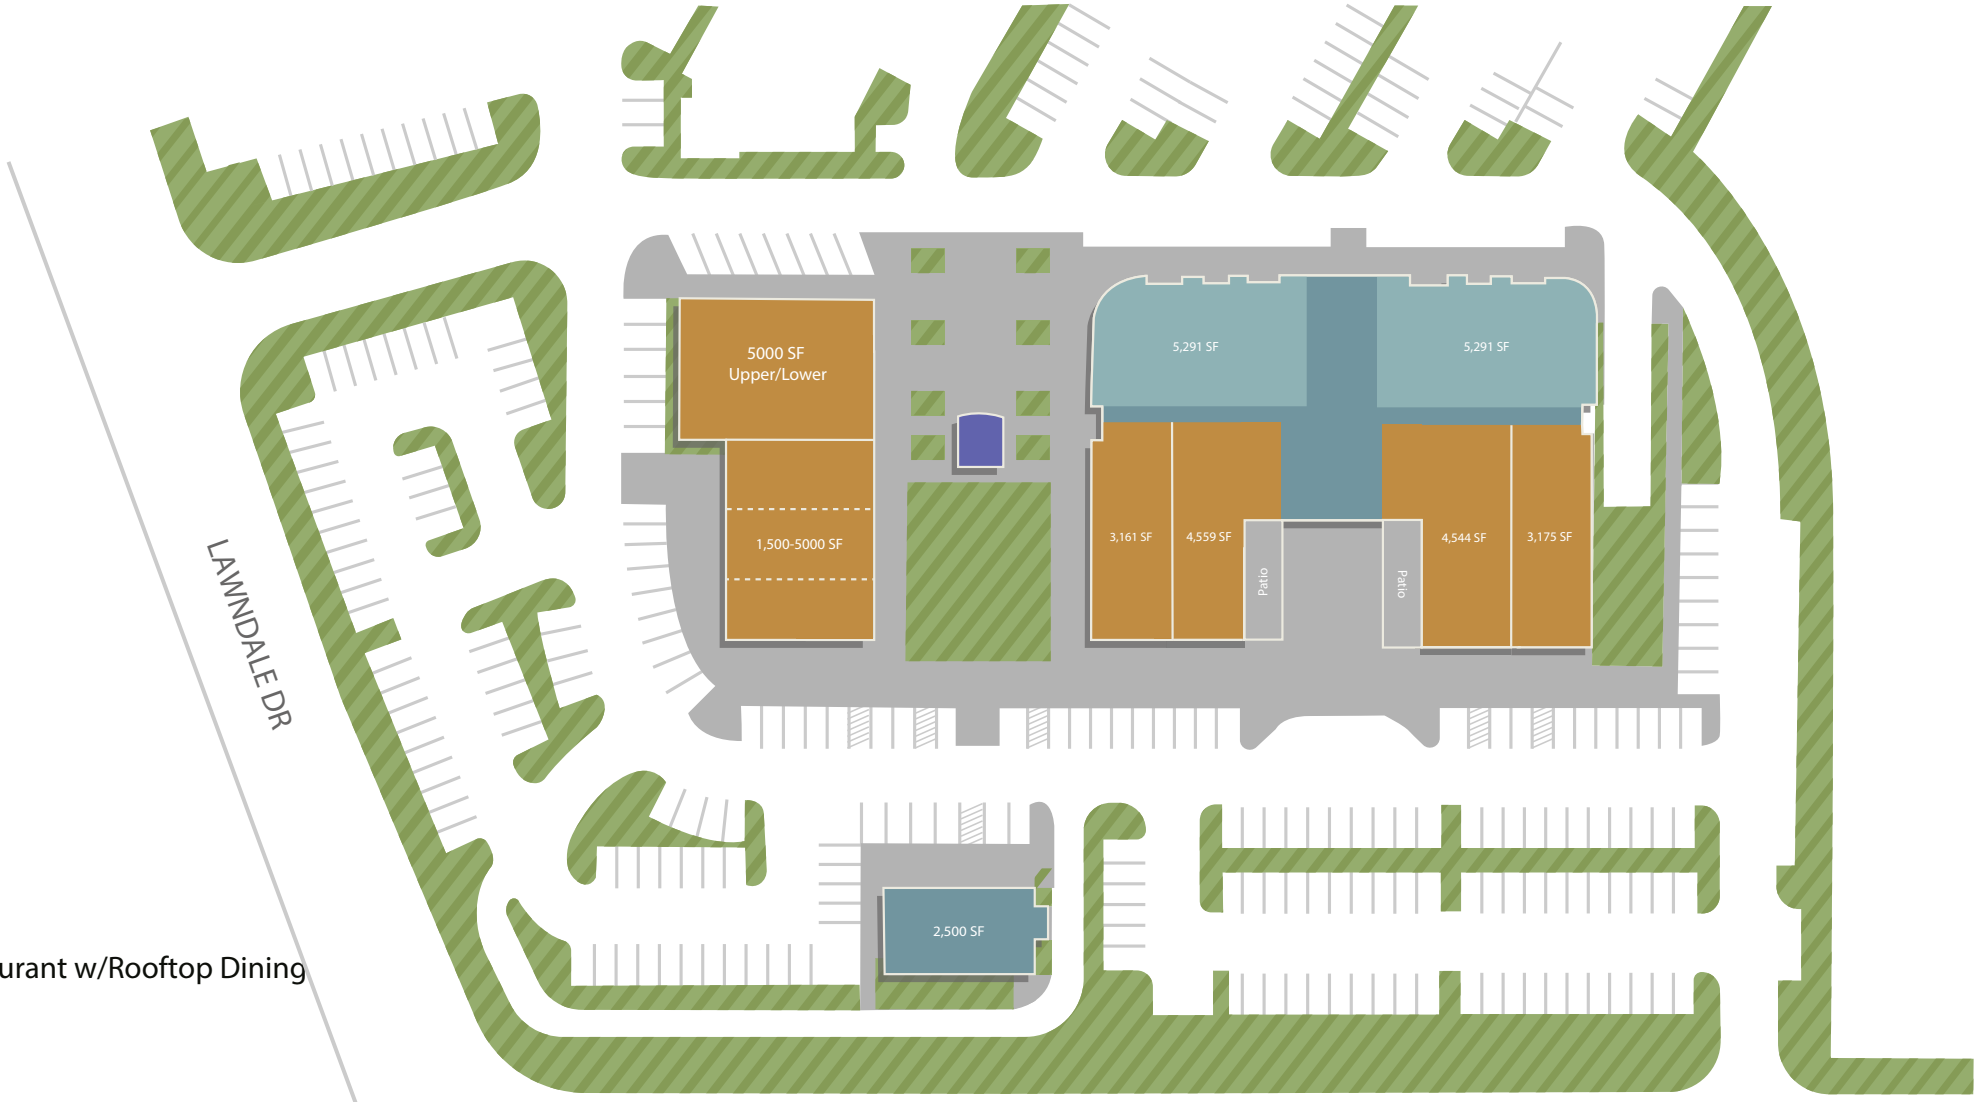 5000 SF
Upper/Lower
5,291 SF
5,291 SF
1,500-5000 SF
3,161 SF
4,559 SF
Patio
Patio
4,544 SF
3,175 SF
LAWNDALE DR
2,500 SF
urant w/Rooftop Dining